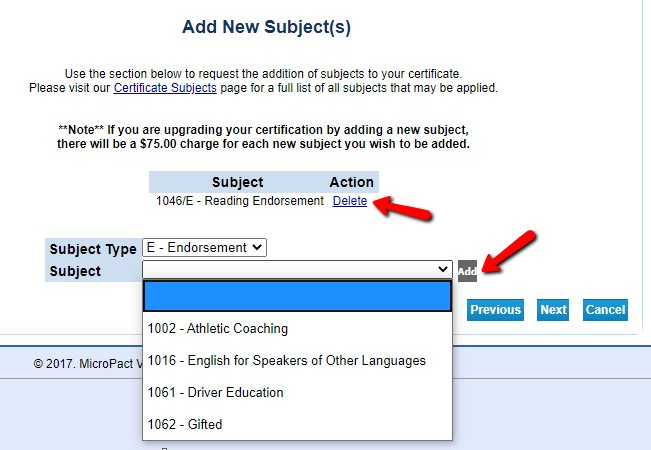 Add New Subject(s)
Use the section below to request the addition of subjects to your certificate.
Please visit our Certificate Subjects page for a full list of all subjects that may be applied.
**Note** If you are upgrading your certification by adding a new subject,
there will be a $75.00 charge for each new subject you wish to be added.
Subject Action
1046/E - Reading Endorsement Delete
Subject Type E - Endorsement
Subject Add
Previous Next Cancel
1002 - Athletic Coaching
1016 - English for Speakers of Other Languages
© 2017. MicroPact
1061 - Driver Education
1062 - Gifted